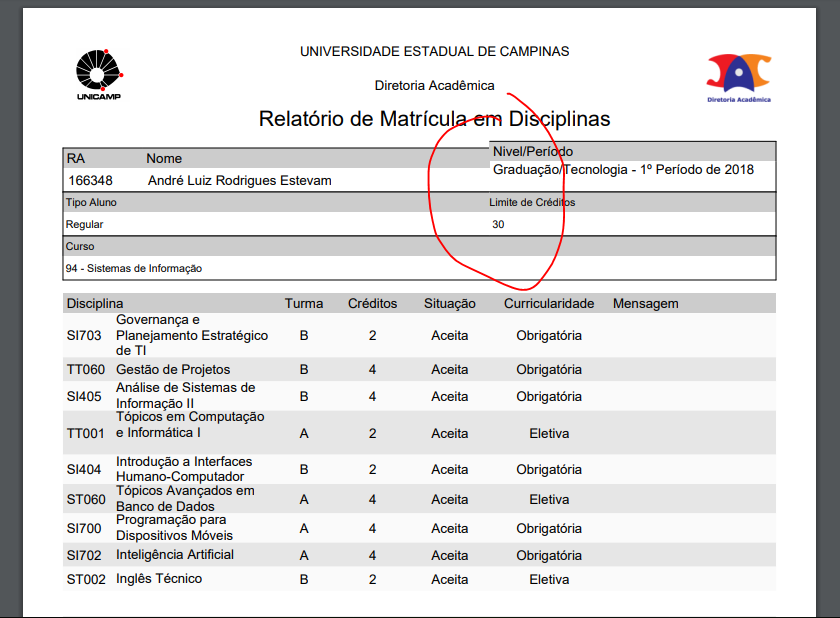 UNIVERSIDADE ESTADUAL DE CAMPINAS
UNICAMP
Diretoria Acadêmica
Diretoria Acadêmica
Relatório de Matrícula em Disciplinas
RA Nome Nivel/Período
166348 André Luiz Rodrigues Estevam Graduação/Tecnologia - 1º Período de 2018
Tipo Aluno Limite de Créditos
Regular 30
Curso
94 - Sistemas de Informação
Disciplina Turma Créditos Situação Curricularidade Mensagem
SI703 Governança e
Planejamento Estratégico B 2 Aceita Obrigatória
de TI
TT060 Gestão de Projetos B 4 Aceita Obrigatória
SI405 Análise de Sistemas de B 4 Aceita Obrigatória
Informação II
TT001 Tópicos em Computação A 2 Aceita Eletiva
e Informática I
SI404 Introdução a Interfaces B 2 Aceita Obrigatória
Humano-Computador
ST060 Tópicos Avançados em A 4 Aceita Eletiva
Banco de Dados
SI700 Programação para A 4 Aceita Obrigatória
Dispositivos Móveis
SI702 Inteligência Artificial A 4 Aceita Obrigatória
ST002 Inglês Técnico B 2 Aceita Eletiva